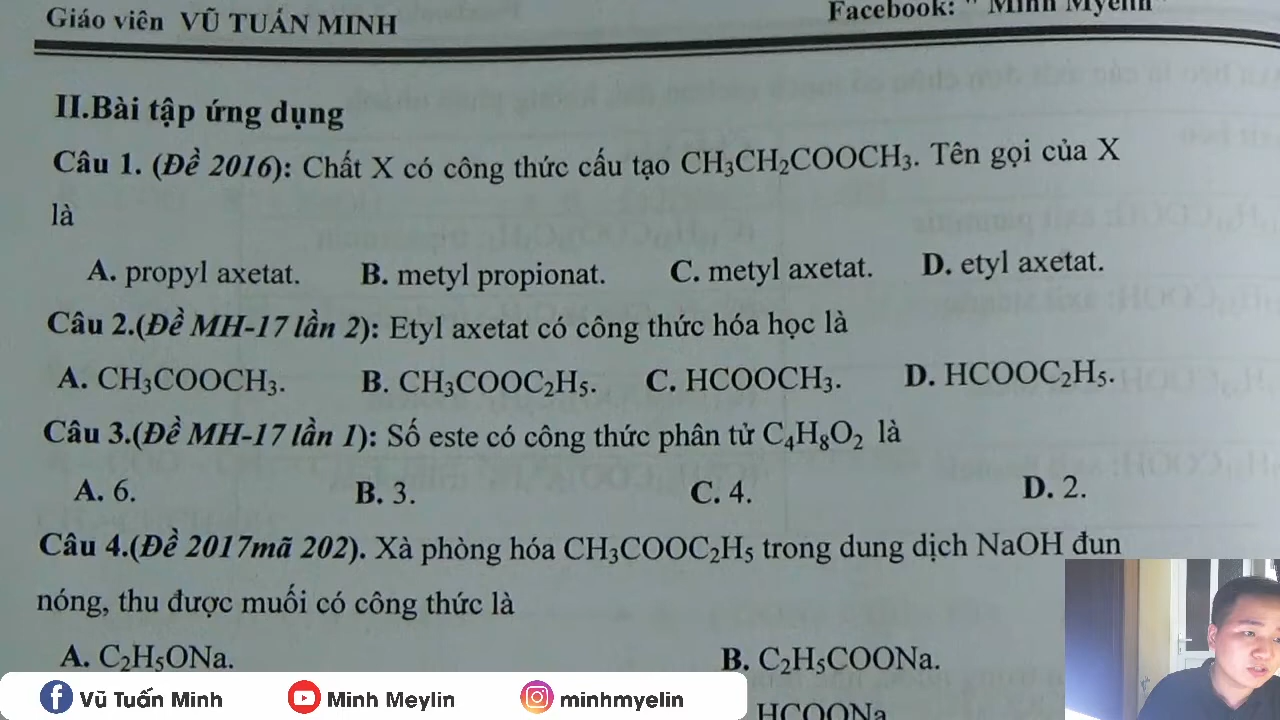 Giáo viên VŨ TUẤN MINH
Facebook: " Minh Myelin
II.Bài tập ứng dụng
Câu 1. (Đề 2016): Chất X có công thức cấu tạo CH₃CH₂COOCH₃. Tên gọi của X
là
A. propyl axetat. B. metyl propionat. C. metyl axetat. D. etyl axetat.
Câu 2.(Đề MH-17 lần 2): Etyl axetat có công thức hóa học là
A. CH₃COOCH₃. B. CH₃COOC₂H₅. C. HCOOCH₃. D. HCOOC₂H₅.
Câu 3.(Đề MH-17 lần 1): Số este có công thức phân tử C₄H₈O₂ là
A. 6. B. 3. C. 4. D. 2.
Câu 4.(Đề 2017mã 202). Xà phòng hóa CH₃COOC₂H₅ trong dung dịch NaOH đun
nóng, thu được muối có công thức là
A. C₂H₅ONa. B. C₂H₅COONa.
HCOONa
Vũ Tuấn Minh Minh Meylin minhmyelin